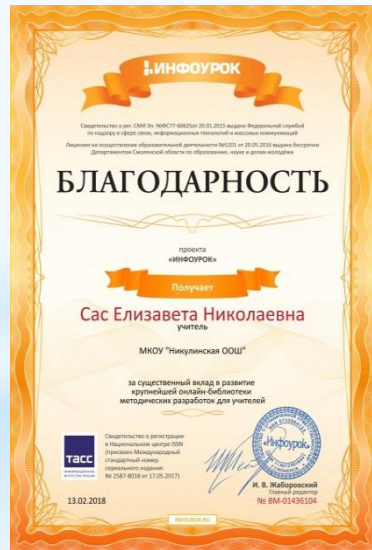 ИНФОУРОК
Свидетельство о рег. СМИ Эл. №ФС77-60625от 20.01.2015 выдано Федеральной службой
по надзору в сфере связи, информационных технологий и массовых коммуникаций
Лицензия на осуществление образовательной деятельности №5201 от 20.05.2016 выдана бессрочно
Департаментом Смоленской области по образованию, науке и делам молодёжи
БЛАГОДАРНОСТЬ
проекта
«ИНФОУРОК»
Получает
Сас Елизавета Николаевна
учитель
МКОУ "Никулинская ООШ"
за существенный вклад в развитие
крупнейшей онлайн-библиотеки
методических разработок для учителей
тасс
Свидетельство о регистрации
в Национальном центре ISSN
(присвоен Международный
стандартный номер
сериального издания:
№ 2587-8018 от 17.05.2017)
«Инфоурок»
И. В. Жаборовский
Главный редактор
13.02.2018
№ ВМ-01436104
INFOUROK.RU